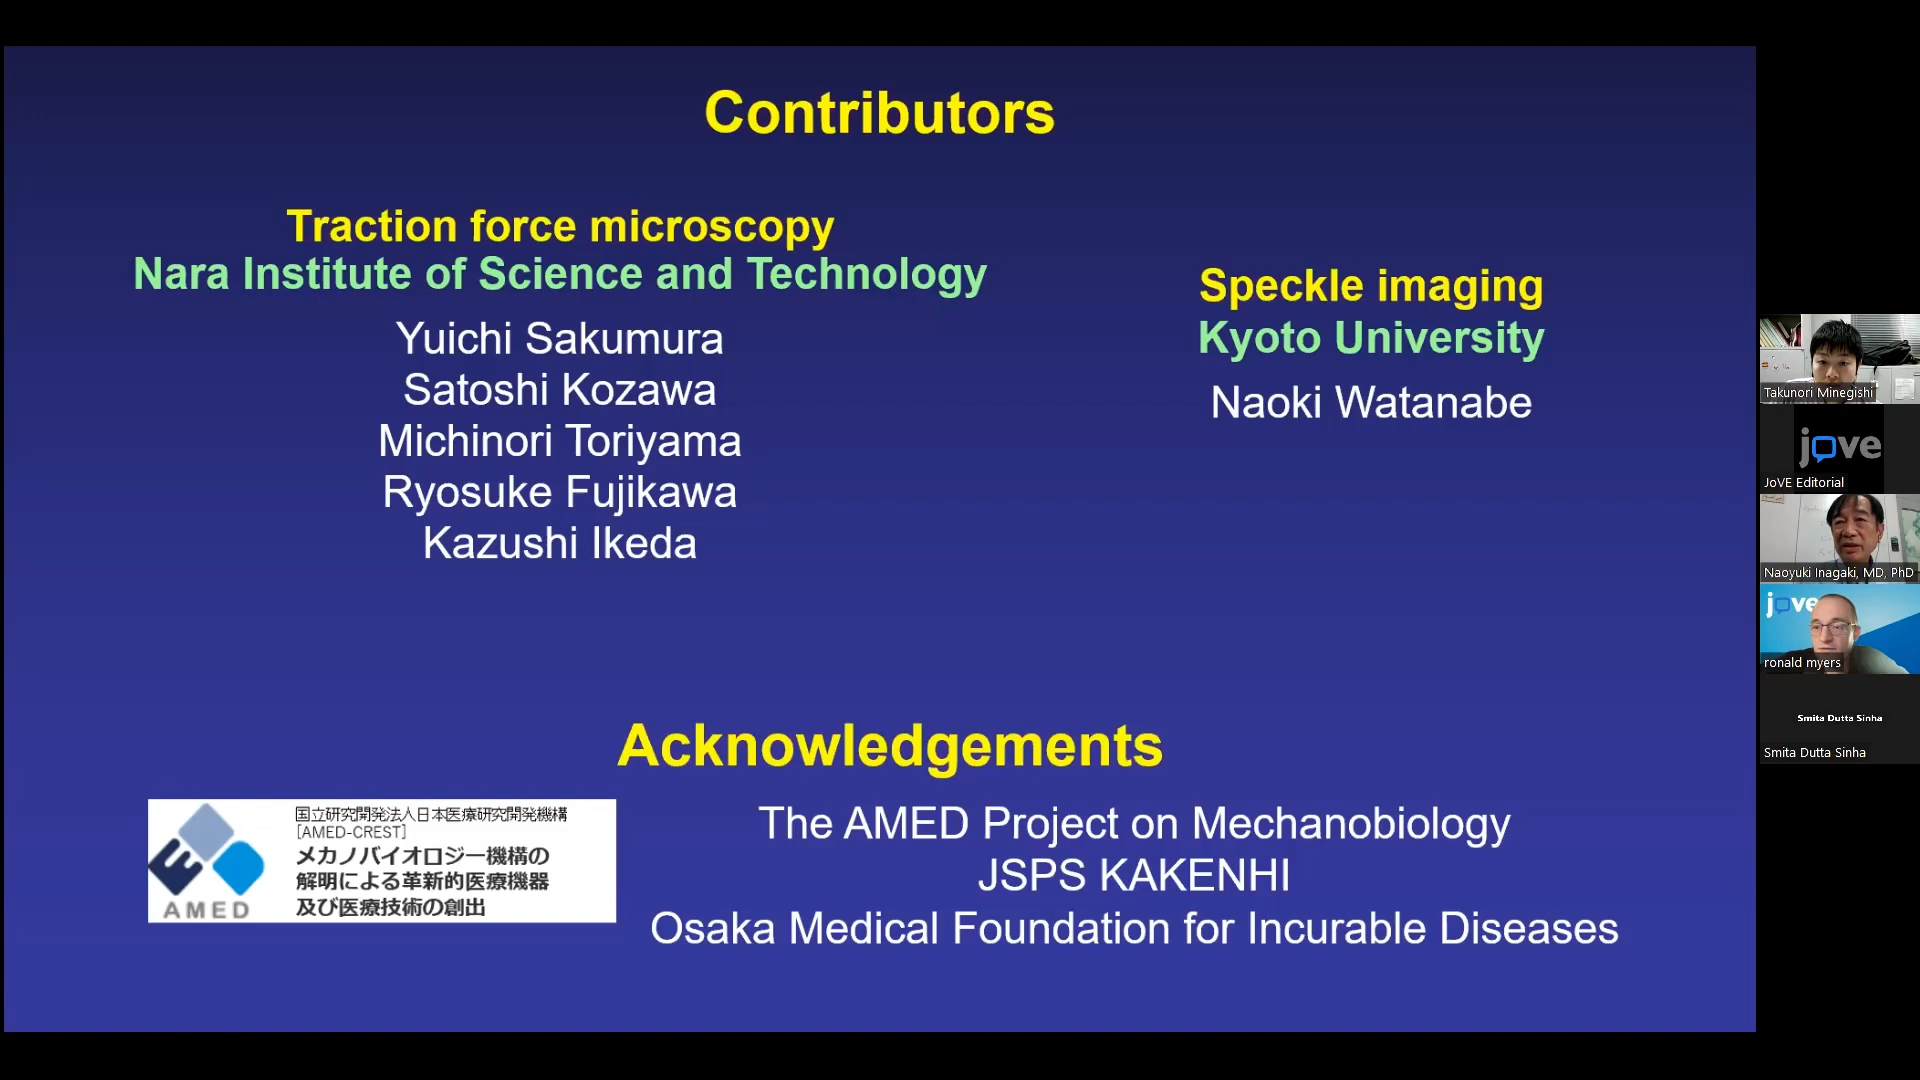 Contributors
Traction force microscopy
Nara Institute of Science and Technology
Yuichi Sakumura
Satoshi Kozawa
Michinori Toriyama
Ryosuke Fujikawa
Kazushi Ikeda
Speckle imaging
Kyoto University
Naoki Watanabe
Acknowledgements
国立研究開発法人日本医療研究開発機構
[AMED-CREST]
メカノバイオロジー機構の
解明による革新的医療機器
及び医療技術の創出
AMED
The AMED Project on Mechanobiology
JSPS KAKENHI
Osaka Medical Foundation for Incurable Diseases
Takunori Minegishi
jove
JoVE Editorial
Naoyuki Inagaki, MD, PhD
jove
ronald myers
Smita Dutta Sinha
Smita Dutta Sinha